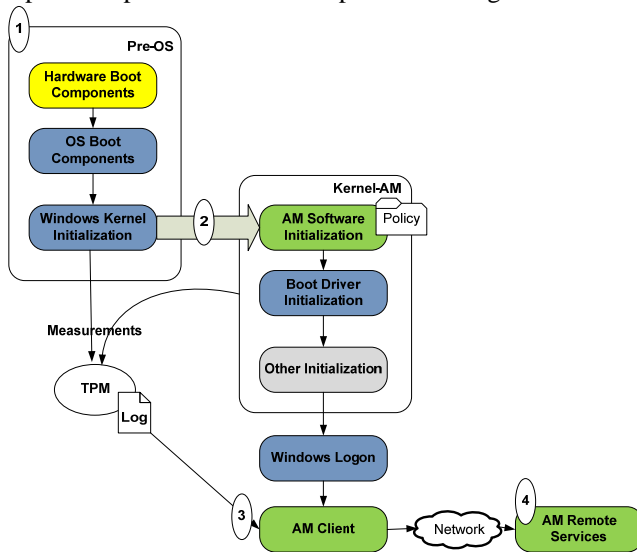 1
Pre-OS
Hardware Boot
Components
OS Boot
Components
Windows Kernel
Initialization
2
Kernel-AM
AM Software
Initialization
Policy
Boot Driver
Initialization
Other Initialization
Measurements
TPM
Log
Windows Logon
3
AM Client
Network
4
AM Remote
Services